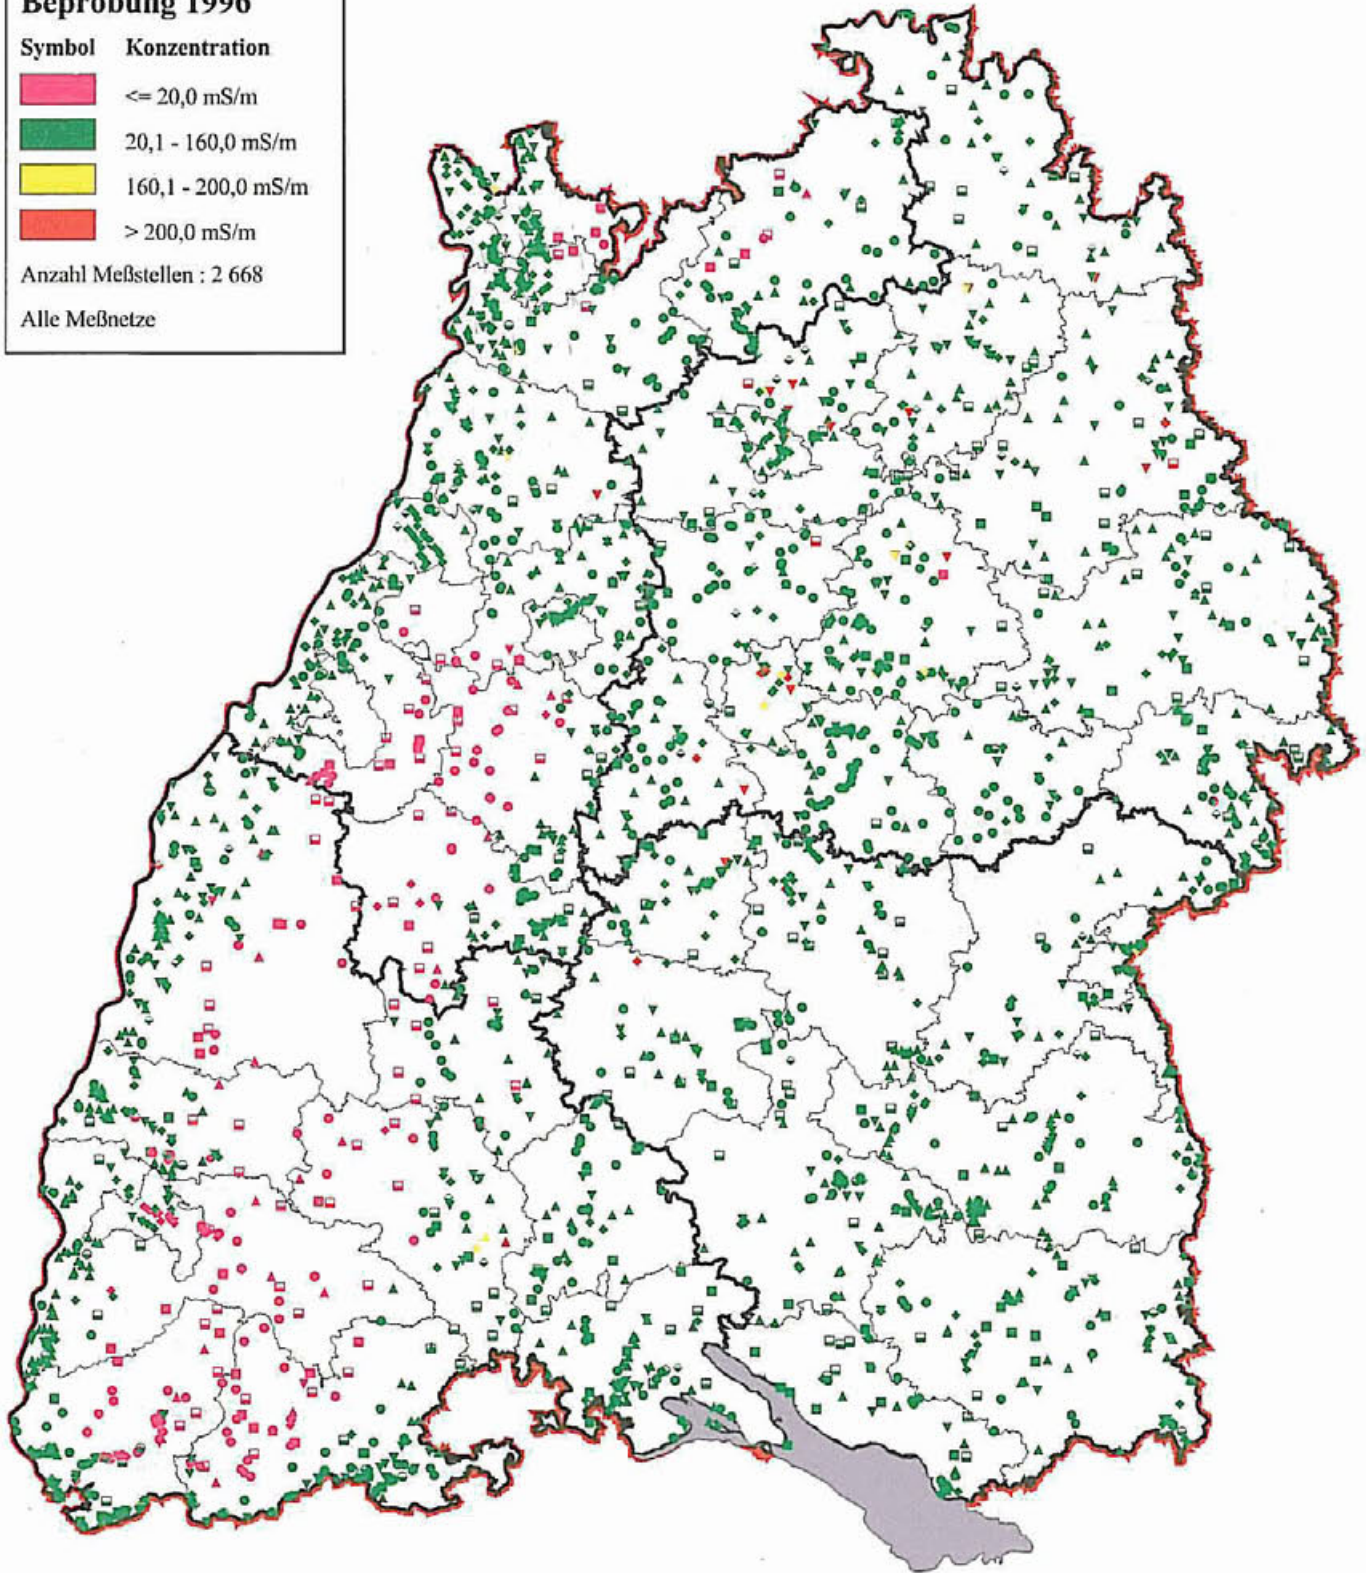 Beprobung 1996
Symbol Konzentration
<= 20,0 mS/m
20,1 - 160,0 mS/m
160,1 - 200,0 mS/m
> 200,0 mS/m
Anzahl Meßstellen : 2 668
Alle Meßnetze